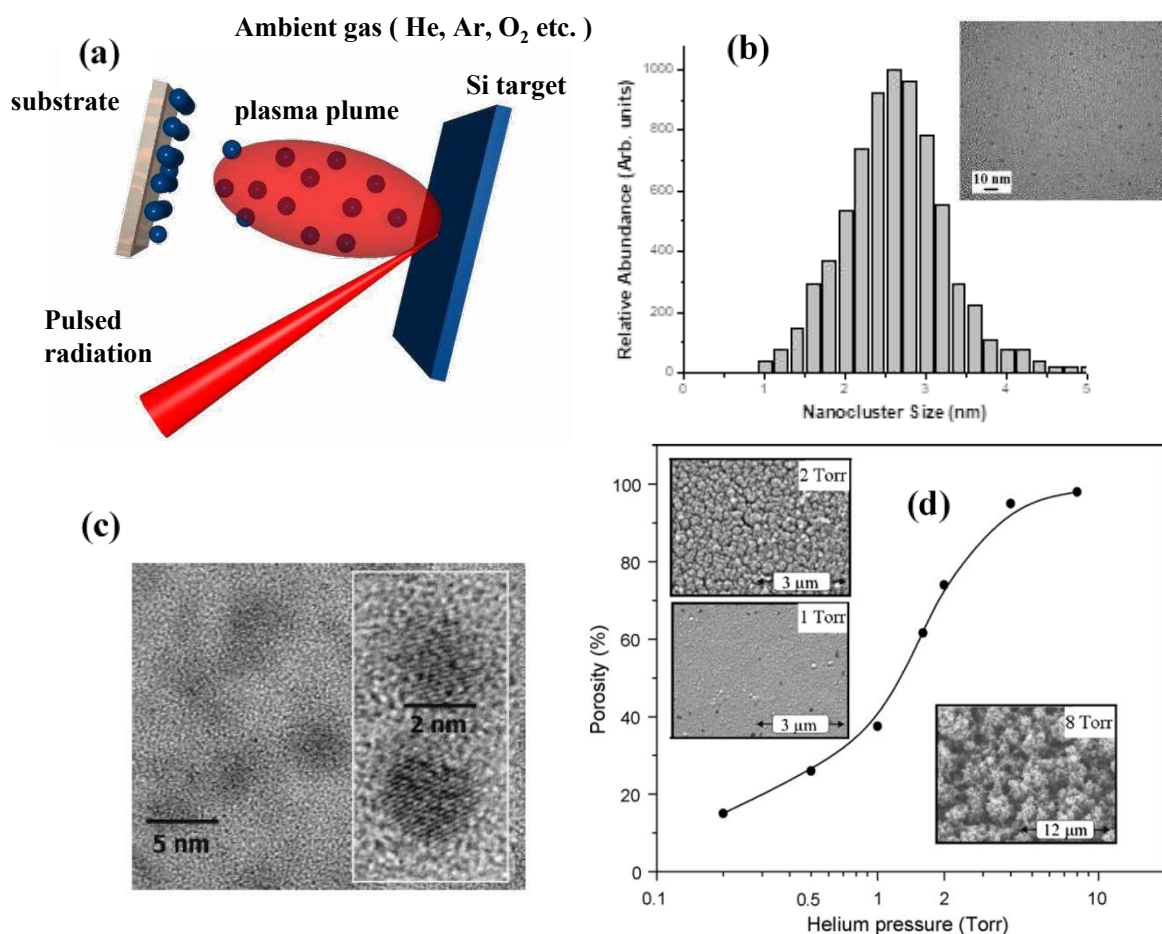 Ambient gas ( He, Ar, O₂ etc. )
(a)
substrate
plasma plume
Si target
Pulsed
radiation
(b)
Relative Abundance (Arb. units)
1000
800
600
400
200
0
0 1 2 3 4 5
Nanocluster Size (nm)
10 nm
(c)
5 nm
2 nm
(d)
Porosity (%)
100
80
60
40
20
0
0.1 0.5 1 2 10
Helium pressure (Torr)
2 Torr
3 μm
1 Torr
3 μm
8 Torr
12 μm